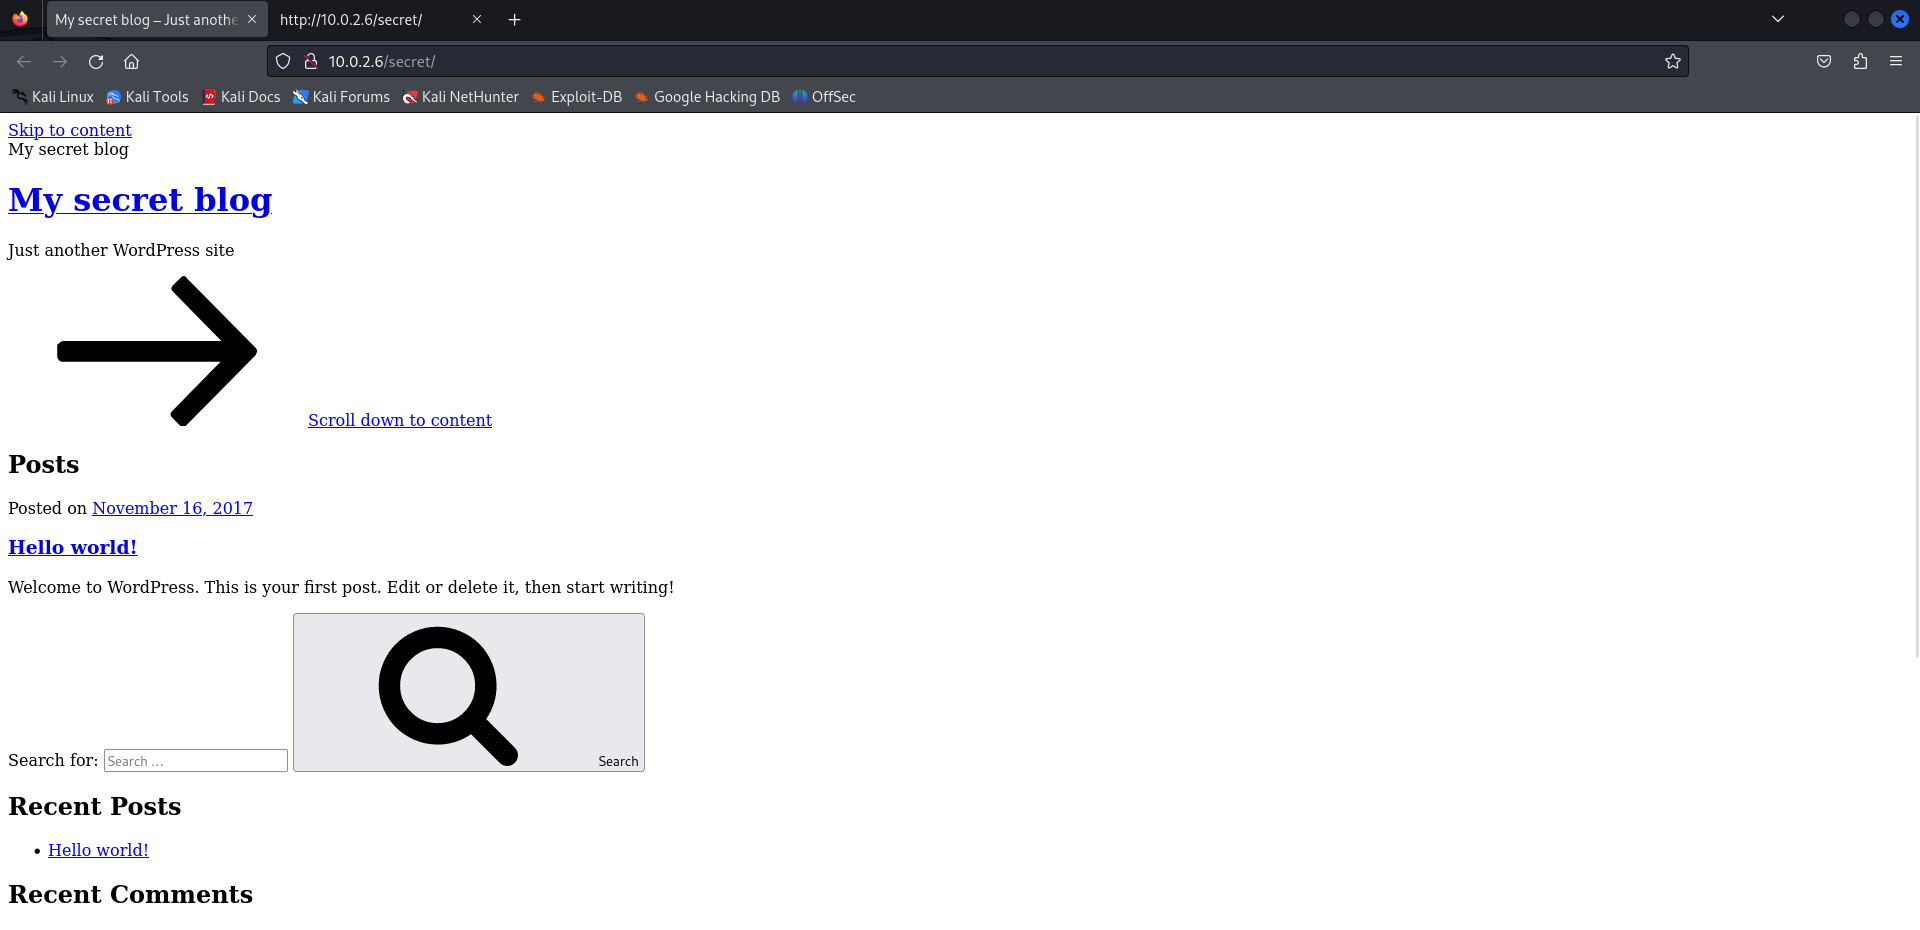 My secret blog – Just anothe
http://10.0.2.6/secret/
10.0.2.6/secret/
Kali Linux Kali Tools Kali Docs Kali Forums Kali NetHunter Exploit-DB Google Hacking DB OffSec
Skip to content
My secret blog
My secret blog
Just another WordPress site
Scroll down to content
Posts
Posted on November 16, 2017
Hello world!
Welcome to WordPress. This is your first post. Edit or delete it, then start writing!
Search for: Search … Search
Recent Posts
Hello world!
Recent Comments